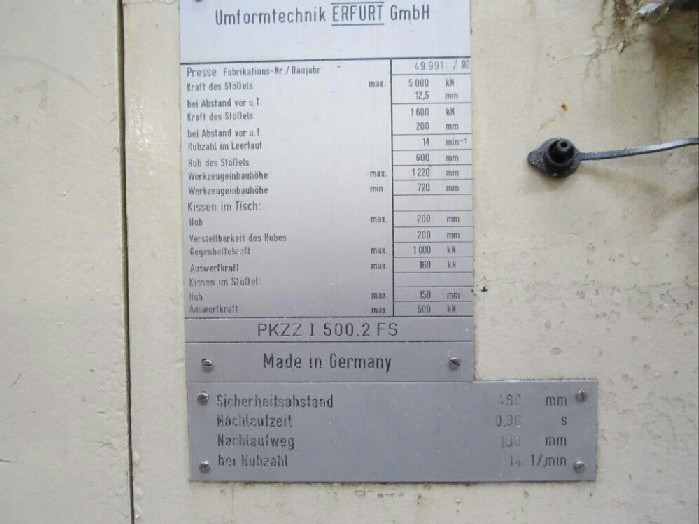 Umformtechnik ERFURT GmbH
Presse Fabrikations-Nr./Baujahr 49.991 /
Kraft des Stößels max. 5 000 kN
bei Abstand vor u.T. 12,5 mm
Kraft des Stößels 1 600 kN
bei Abstand vor u.T. 200 mm
Hubzahl im Leerlauf 14 min⁻¹
Hub des Stößels 600 mm
Werkzeugeinbauhöhe max. 1 220 mm
Werkzeugeinbauhöhe min. 720 mm
Kissen im Tisch:
Hub max. 200 mm
Verstellbarkeit des Hubes 200 mm
Gegenhaltekraft max. 1 000 kN
Auswerfkraft max. 160 kN
Kissen im Stößel:
Hub max. 150 mm
Auswerfkraft max. 500 kN
PKZZ I 500.2 FS
Made in Germany
Sicherheitsabstand mm
Nachlaufzeit 0,30 s
Nachlaufweg mm
bei Hubzahl 14 1/min